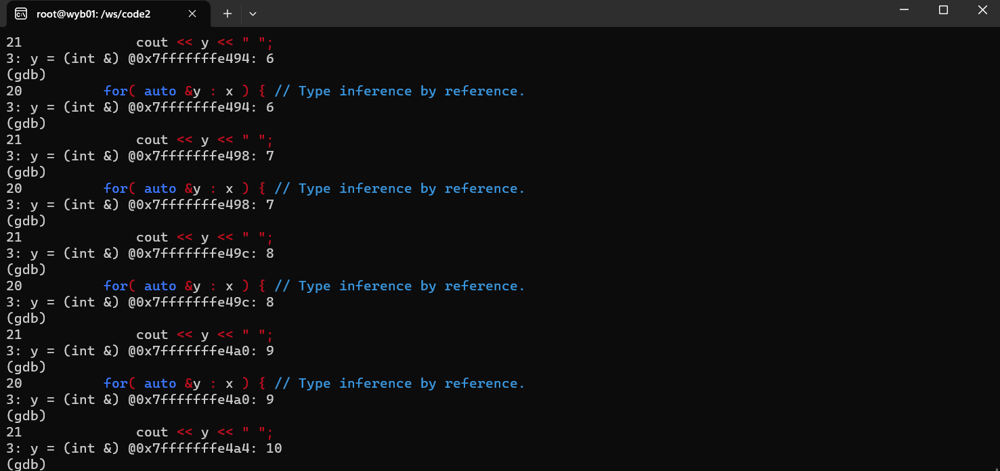 root@wyb01: /ws/code2
21              cout << y << " ";
3: y = (int &) @0x7fffffffe494: 6
(gdb)
20          for( auto &y : x ) { // Type inference by reference.
3: y = (int &) @0x7fffffffe494: 6
(gdb)
21              cout << y << " ";
3: y = (int &) @0x7fffffffe498: 7
(gdb)
20          for( auto &y : x ) { // Type inference by reference.
3: y = (int &) @0x7fffffffe498: 7
(gdb)
21              cout << y << " ";
3: y = (int &) @0x7fffffffe49c: 8
(gdb)
20          for( auto &y : x ) { // Type inference by reference.
3: y = (int &) @0x7fffffffe49c: 8
(gdb)
21              cout << y << " ";
3: y = (int &) @0x7fffffffe4a0: 9
(gdb)
20          for( auto &y : x ) { // Type inference by reference.
3: y = (int &) @0x7fffffffe4a0: 9
(gdb)
21              cout << y << " ";
3: y = (int &) @0x7fffffffe4a4: 10
(gdb)